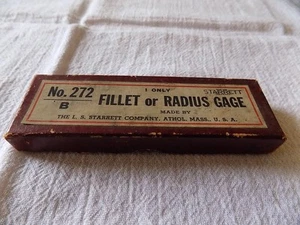 1 ONLY
STARRETT
No. 272
B
FILLET or RADIUS GAGE
MADE BY
THE L. S. STARRETT COMPANY, ATHOL, MASS., U. S. A.